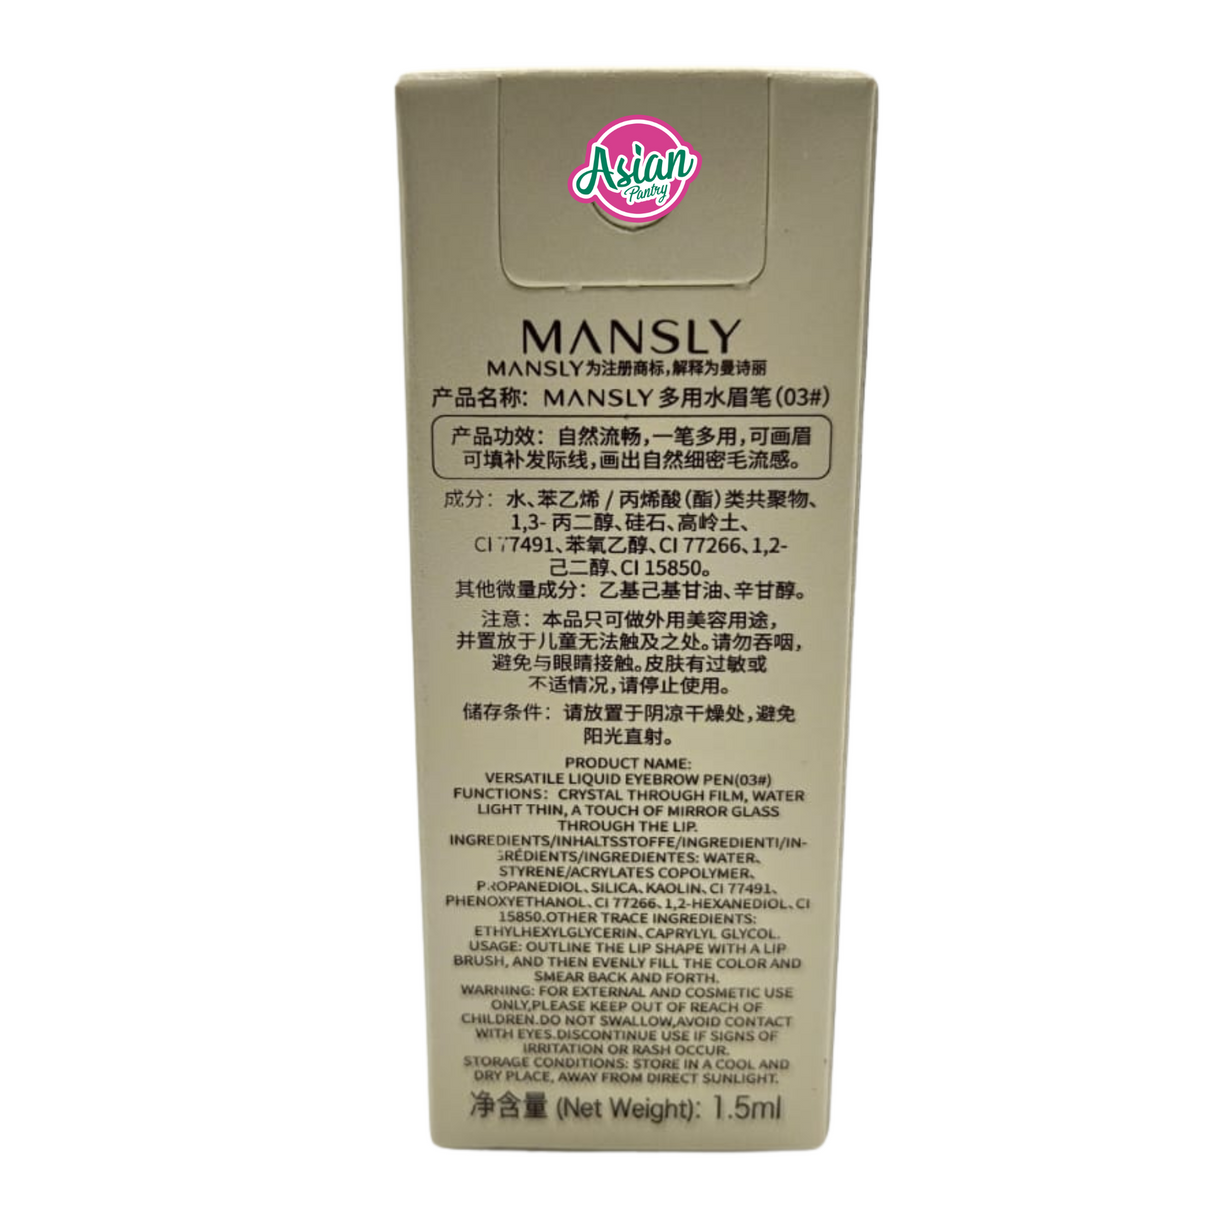 Asian
Pantry
MANSLY
MANSLY为注册商标,解释为曼诗丽
产品名称：MANSLY多用水眉笔(03#)
产品功效：自然流畅,一笔多用,可画眉
可填补发际线,画出自然细密毛流感。
成分：水、苯乙烯 / 丙烯酸(酯)类共聚物、
1,3- 丙二醇、硅石、高岭土、
CI 77491、苯氧乙醇、CI 77266、1,2-
己二醇、CI 15850。
其他微量成分：乙基己基甘油、辛甘醇。
注意：本品只可做外用美容用途,
并置放于儿童无法触及之处。请勿吞咽,
避免与眼睛接触。皮肤有过敏或
不适情况,请停止使用。
储存条件：请放置于阴凉干燥处,避免
阳光直射。
PRODUCT NAME:
VERSATILE LIQUID EYEBROW PEN(03#)
FUNCTIONS：CRYSTAL THROUGH FILM, WATER
LIGHT THIN, A TOUCH OF MIRROR GLASS
THROUGH THE LIP.
INGREDIENTS/INHALTSSTOFFE/INGREDIENTI/IN-
GRÉDIENTS/INGREDIENTES: WATER、
STYRENE/ACRYLATES COPOLYMER、
PROPANEDIOL、SILICA、KAOLIN、CI 77491、
PHENOXYETHANOL、CI 77266、1,2-HEXANEDIOL、CI
15850.OTHER TRACE INGREDIENTS:
ETHYLHEXYLGLYCERIN、CAPRYLYL GLYCOL.
USAGE: OUTLINE THE LIP SHAPE WITH A LIP
BRUSH, AND THEN EVENLY FILL THE COLOR AND
SMEAR BACK AND FORTH.
WARNING: FOR EXTERNAL AND COSMETIC USE
ONLY,PLEASE KEEP OUT OF REACH OF
CHILDREN.DO NOT SWALLOW,AVOID CONTACT
WITH EYES.DISCONTINUE USE IF SIGNS OF
IRRITATION OR RASH OCCUR.
STORAGE CONDITIONS: STORE IN A COOL AND
DRY PLACE, AWAY FROM DIRECT SUNLIGHT.
净含量 (Net Weight): 1.5ml